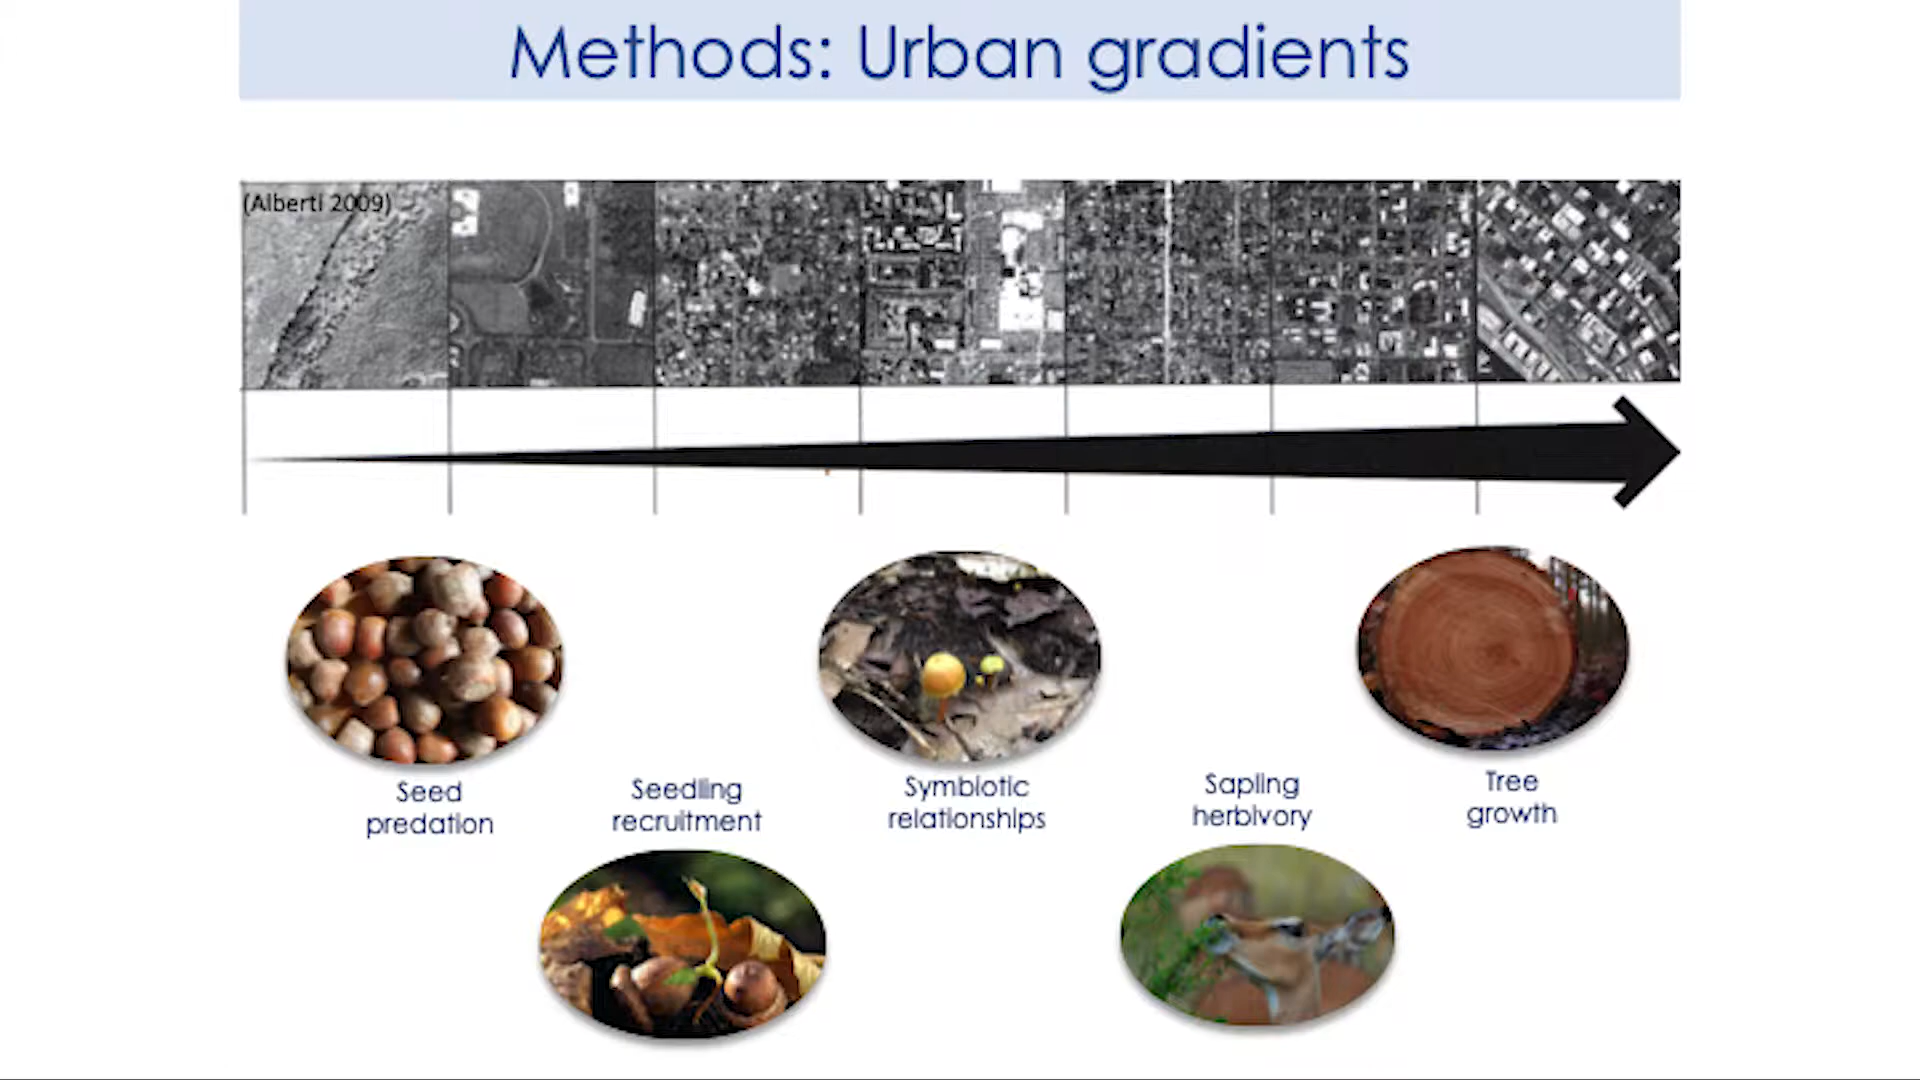 Methods: Urban gradients
(Alberti 2009)
Seed
predation
Seedling
recruitment
Symbiotic
relationships
Sapling
herbivory
Tree
growth